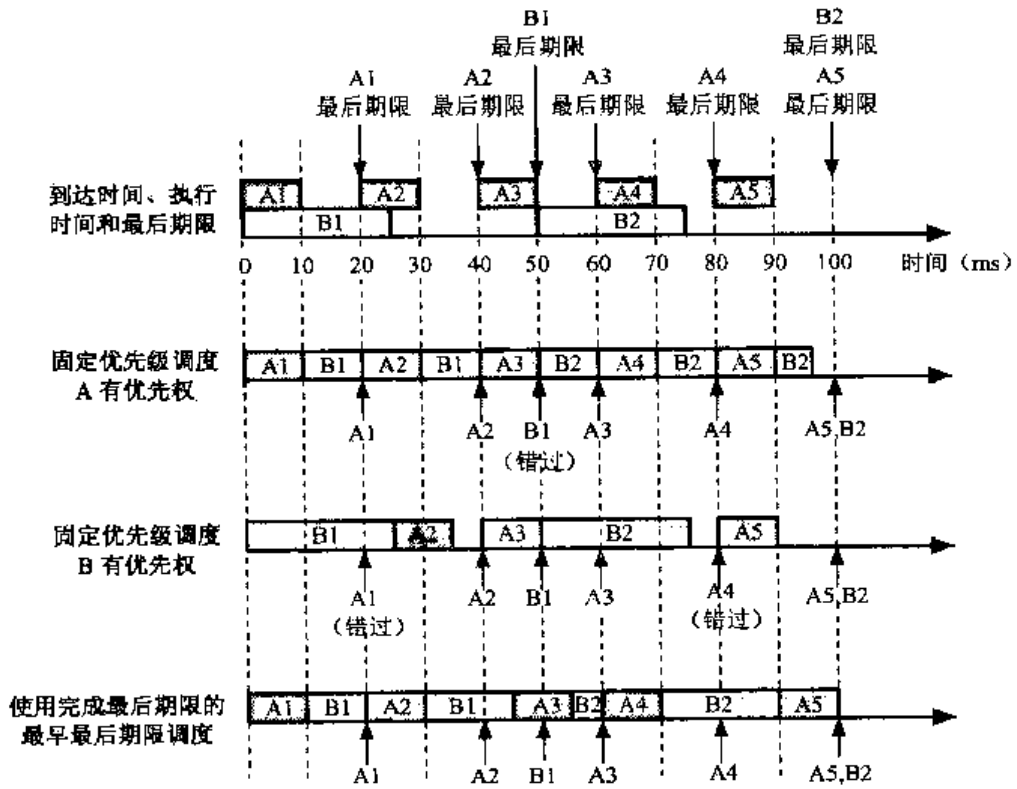 B1
最后期限
B2
最后期限
A1
最后期限
A2
最后期限
A3
最后期限
A4
最后期限
A5
最后期限
到达时间、执行
时间和最后期限
A1 A2 A3 A4 A5
B1 B2
0 10 20 30 40 50 60 70 80 90 100 时间（ms）
固定优先级调度
A 有优先权
A1 B1 A2 B1 A3 B2 A4 B2 A5 B2
A1 A2 B1 A3 A4 A5,B2
（错过）
固定优先级调度
B 有优先权
B1 A2 A3 B2 A5
A1 A2 B1 A3 A4 A5,B2
（错过） （错过）
使用完成最后期限的
最早最后期限调度
A1 B1 A2 B1 A3 B2 A4 B2 A5
A1 A2 B1 A3 A4 A5,B2